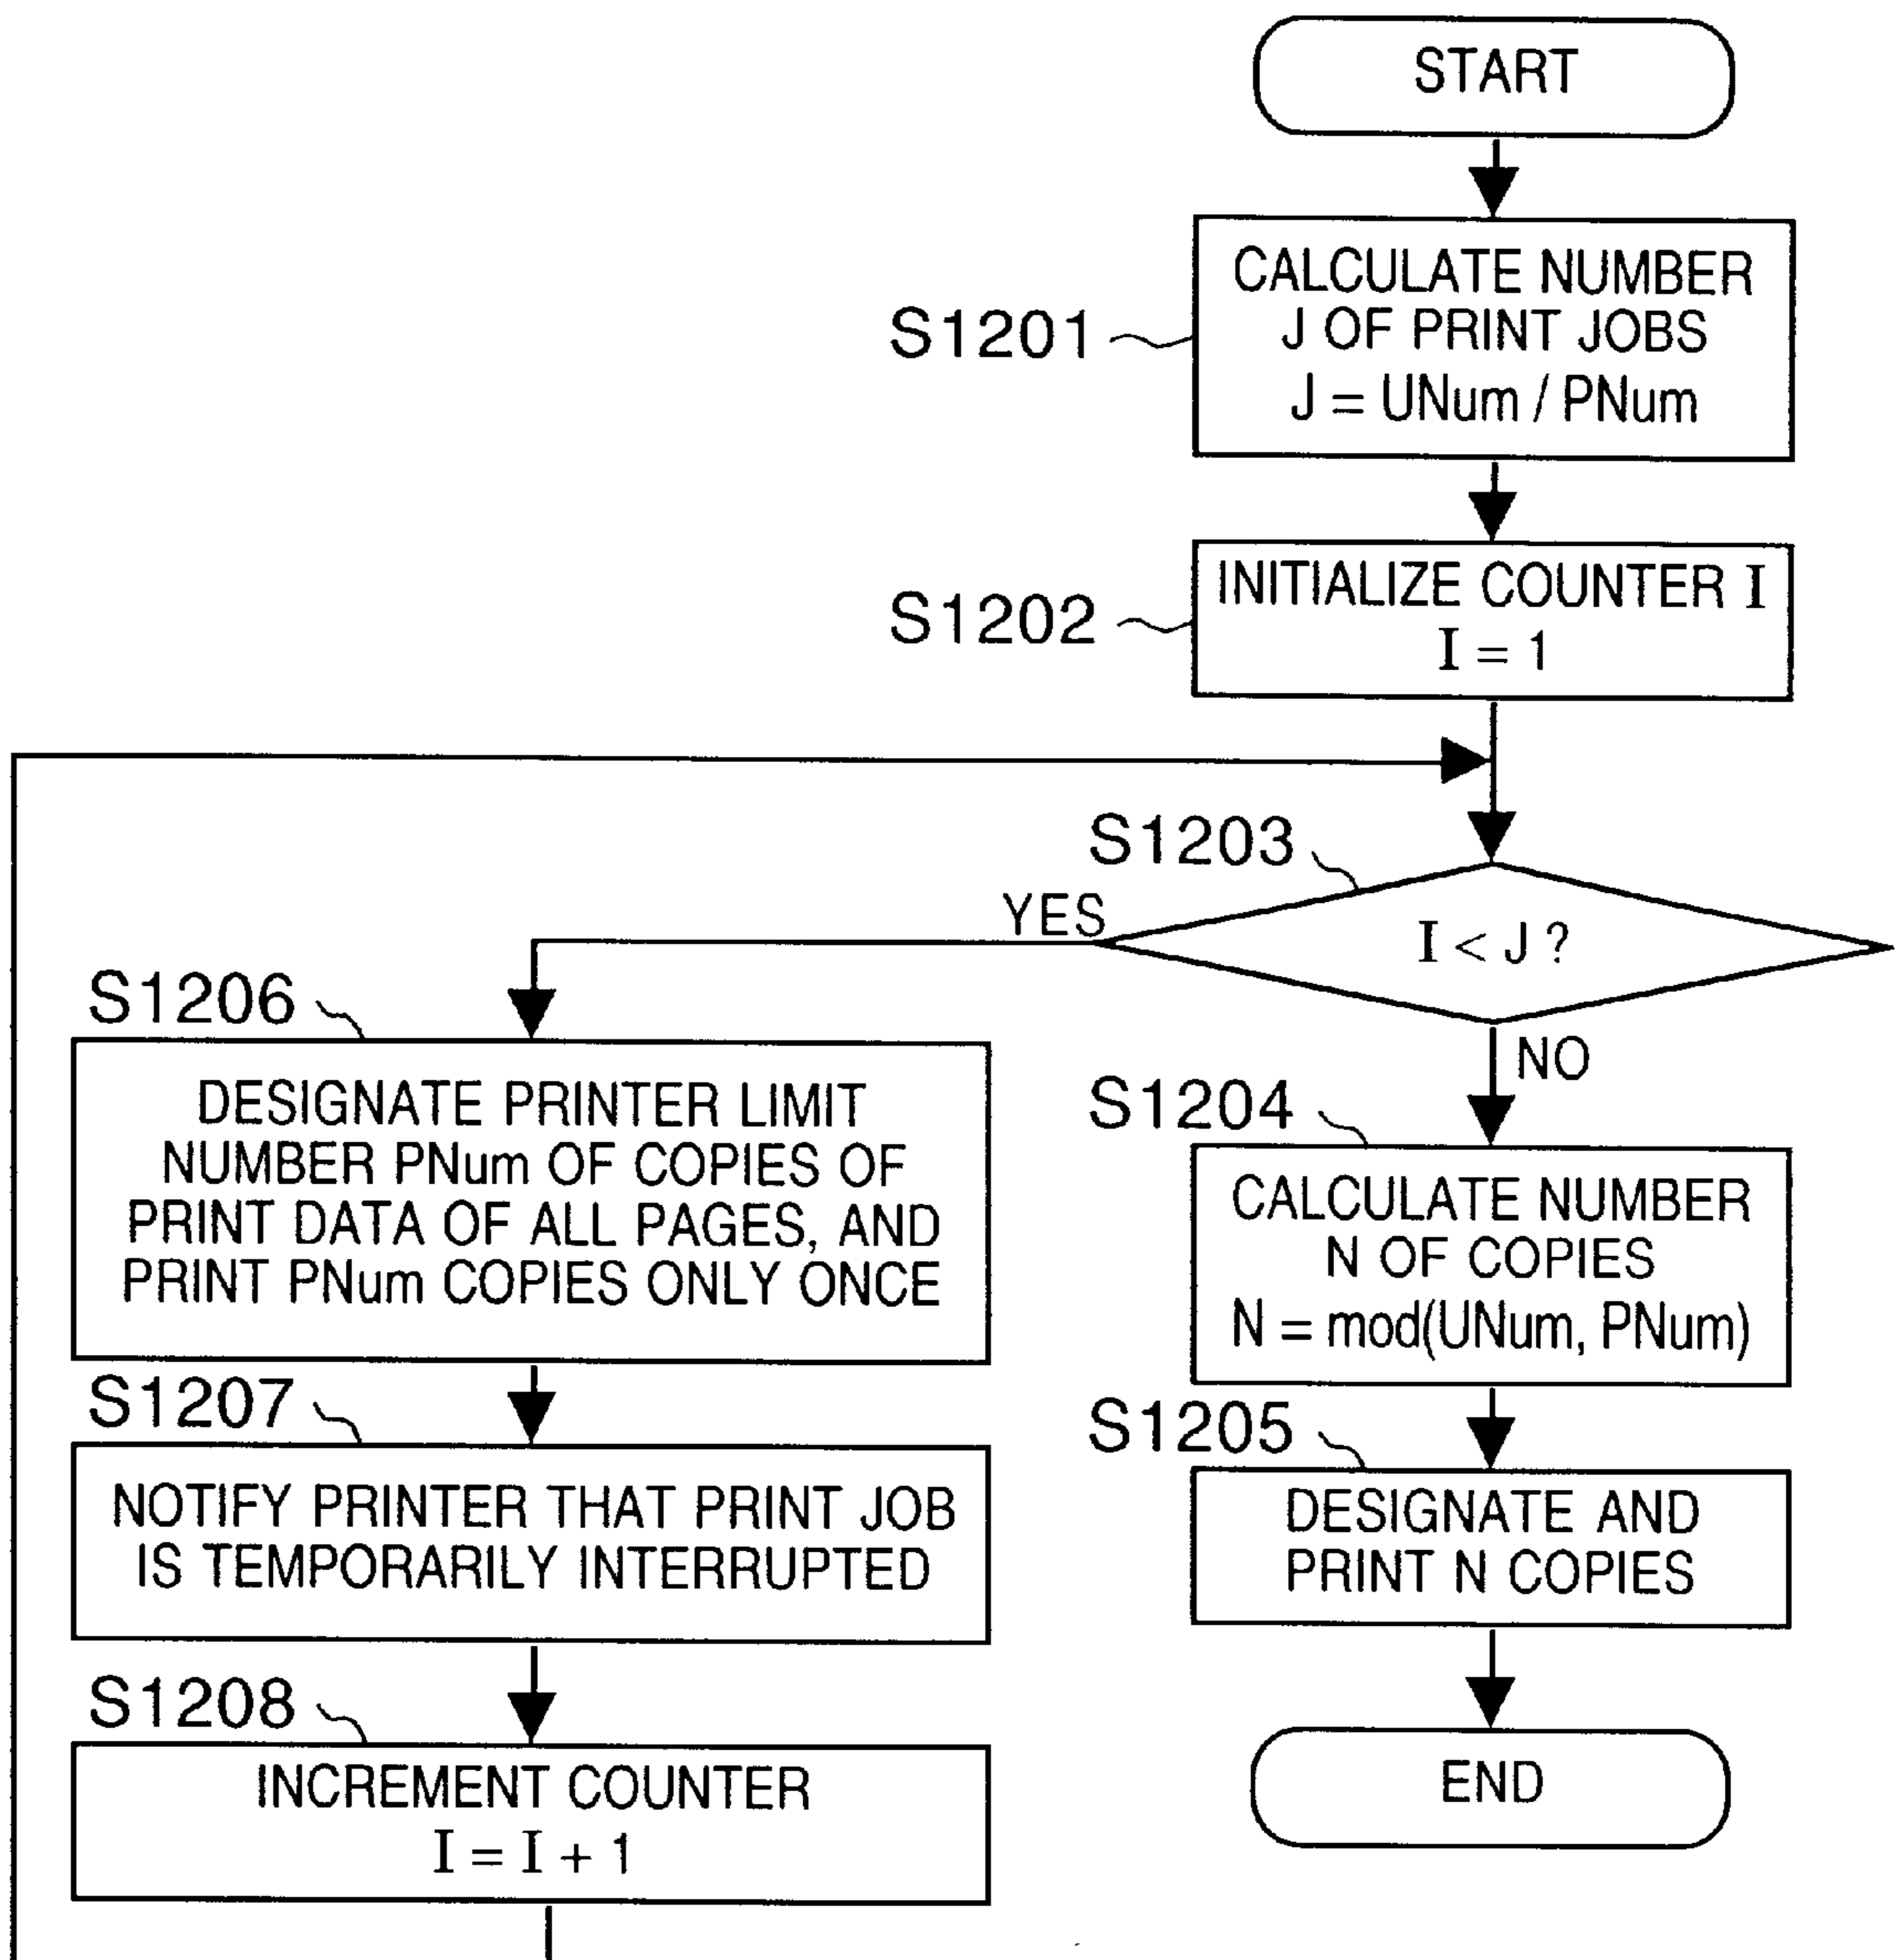 START
S1201
CALCULATE NUMBER
J OF PRINT JOBS
J = UNum / PNum
S1202
INITIALIZE COUNTER I
I = 1
S1203
I < J ?
YES
NO
S1204
CALCULATE NUMBER
N OF COPIES
N = mod(UNum, PNum)
S1205
DESIGNATE AND
PRINT N COPIES
END
S1206
DESIGNATE PRINTER LIMIT
NUMBER PNum OF COPIES OF
PRINT DATA OF ALL PAGES, AND
PRINT PNum COPIES ONLY ONCE
S1207
NOTIFY PRINTER THAT PRINT JOB
IS TEMPORARILY INTERRUPTED
S1208
INCREMENT COUNTER
I = I + 1